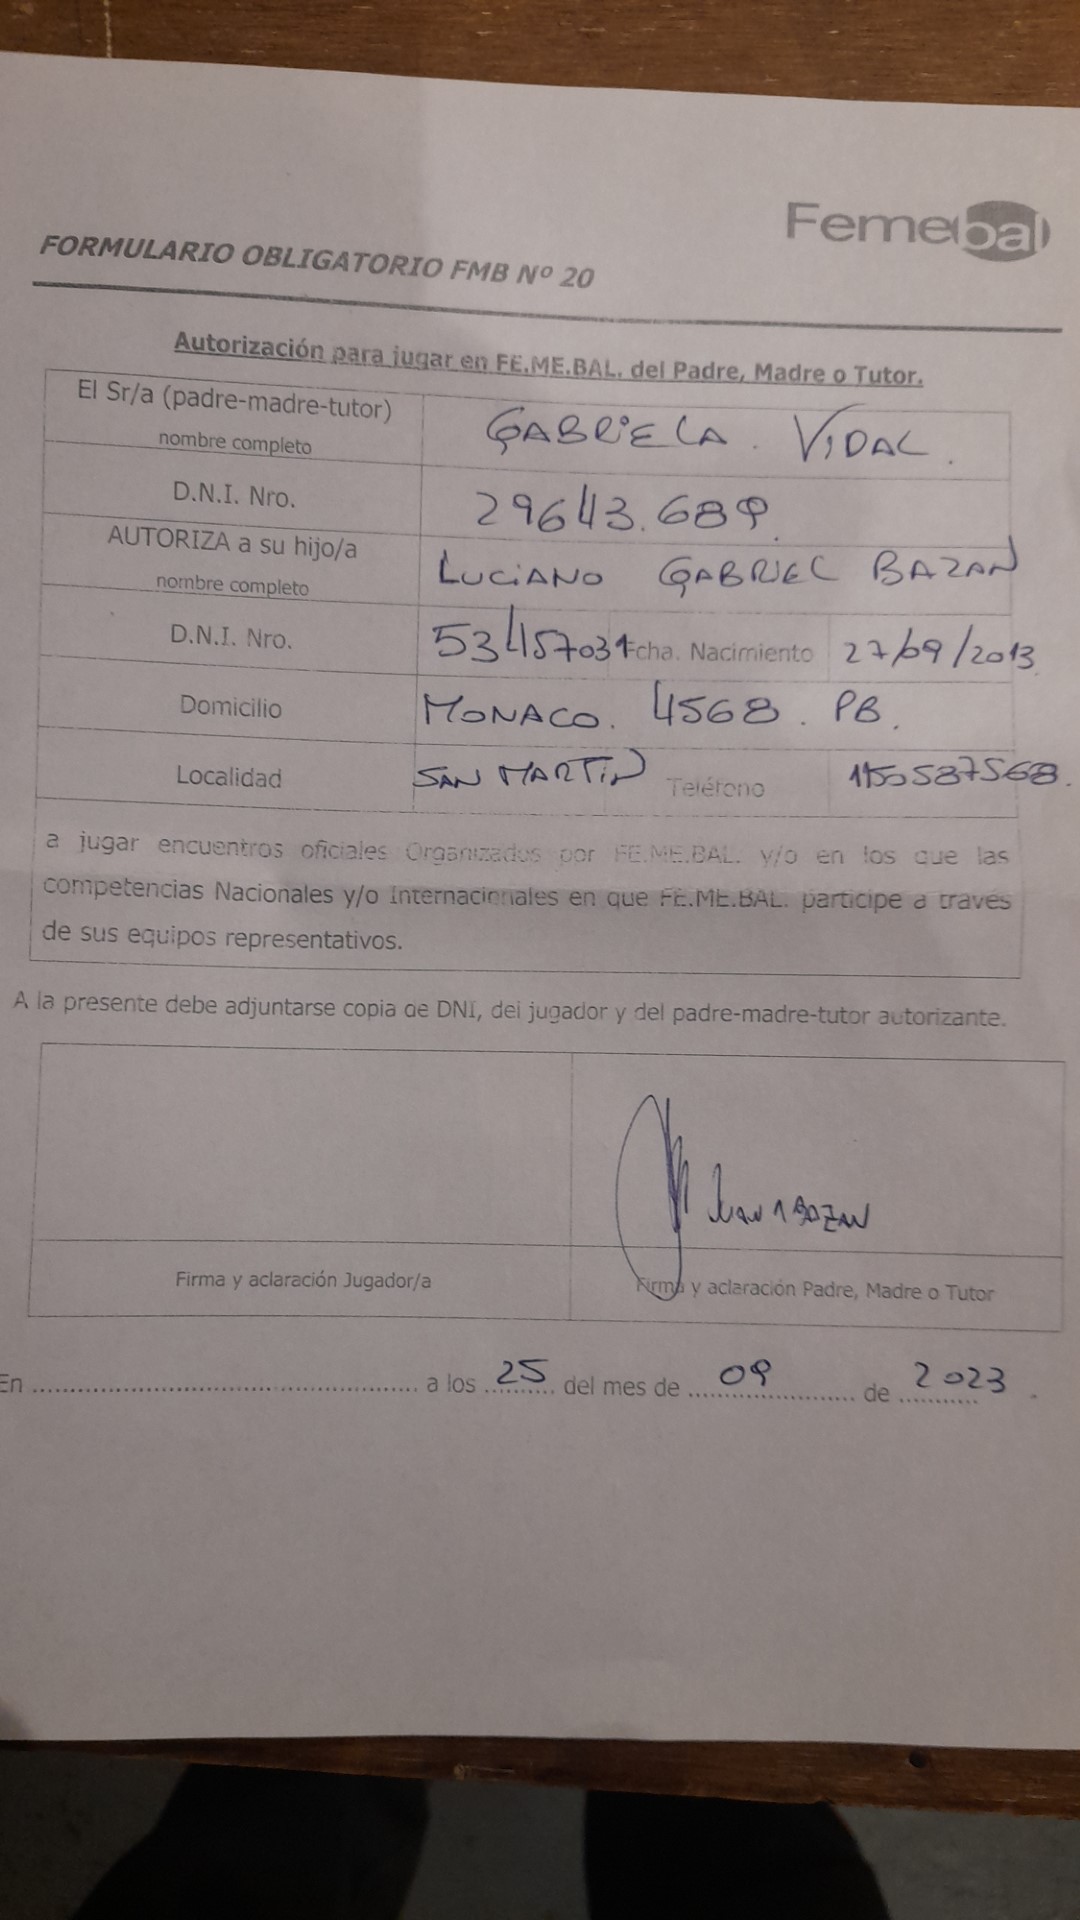 Femebal
FORMULARIO OBLIGATORIO FMB Nº 20
Autorización para jugar en FE.ME.BAL. del Padre, Madre o Tutor.
El Sr/a (padre-madre-tutor) GABRIELA. VIDAL.
nombre completo
D.N.I. Nro. 29643.689.
AUTORIZA a su hijo/a LUCIANO GABRIEL BAZAN
nombre completo
D.N.I. Nro. 53457031 Fcha. Nacimiento 27/09/2013
Domicilio MONACO. 4568. PB.
Localidad SAN MARTIN Teléfono 1150587568.
a jugar encuentros oficiales Organizados por FE.ME.BAL. y/o en los que las
competencias Nacionales y/o Internacionales en que FE.ME.BAL. participe a través
de sus equipos representativos.
A la presente debe adjuntarse copia de DNI, del jugador y del padre-madre-tutor autorizante.
BAZAN
Firma y aclaración Jugador/a Firma y aclaración Padre, Madre o Tutor
En ........................................ a los 25 del mes de 09 de 2023.